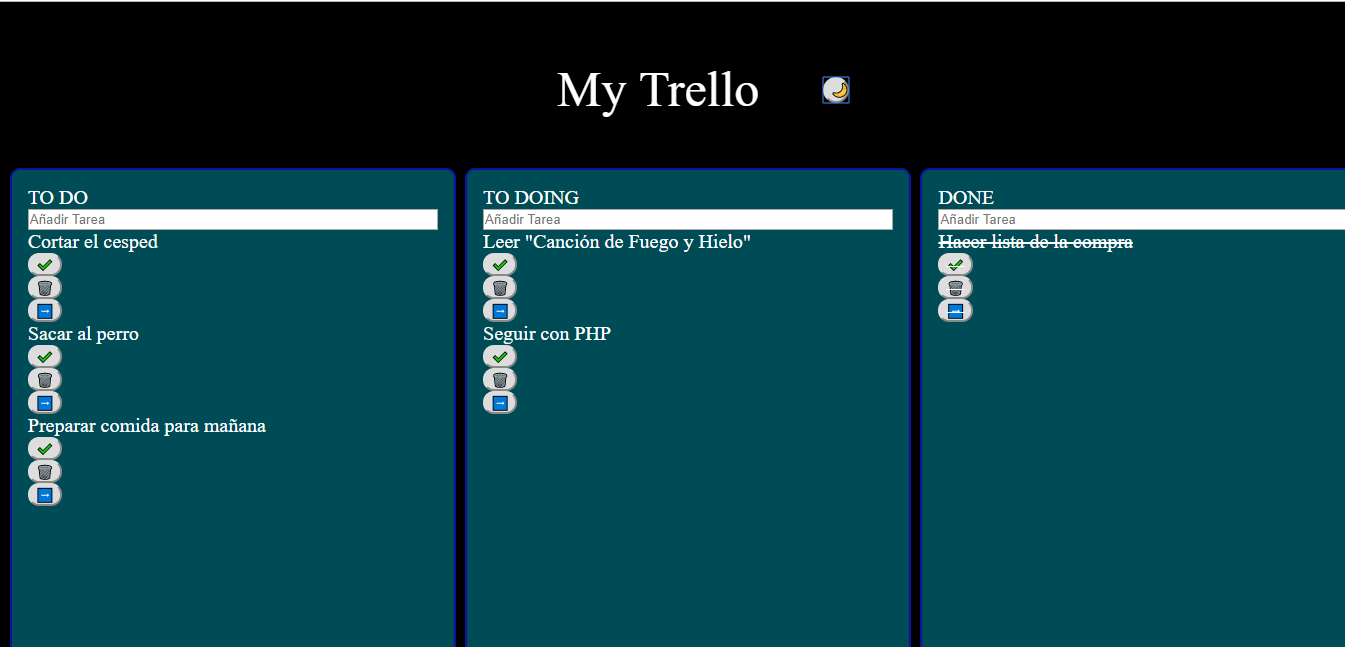 My Trello
TO DO
Añadir Tarea
Cortar el cesped
Sacar al perro
Preparar comida para mañana
TO DOING
Añadir Tarea
Leer "Canción de Fuego y Hielo"
Seguir con PHP
DONE
Añadir Tarea
Hacer lista de la compra